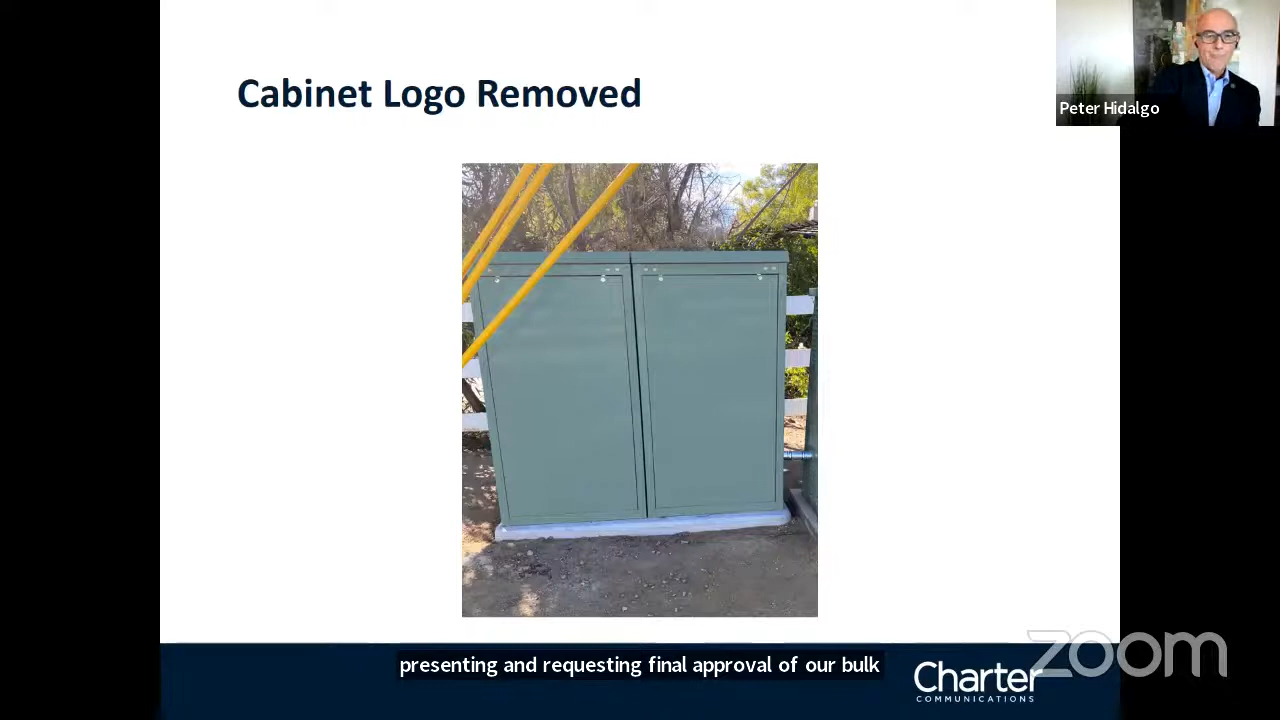 Cabinet Logo Removed
Peter Hidalgo
presenting and requesting final approval of our bulk
Charter
COMMUNICATIONS
zoom